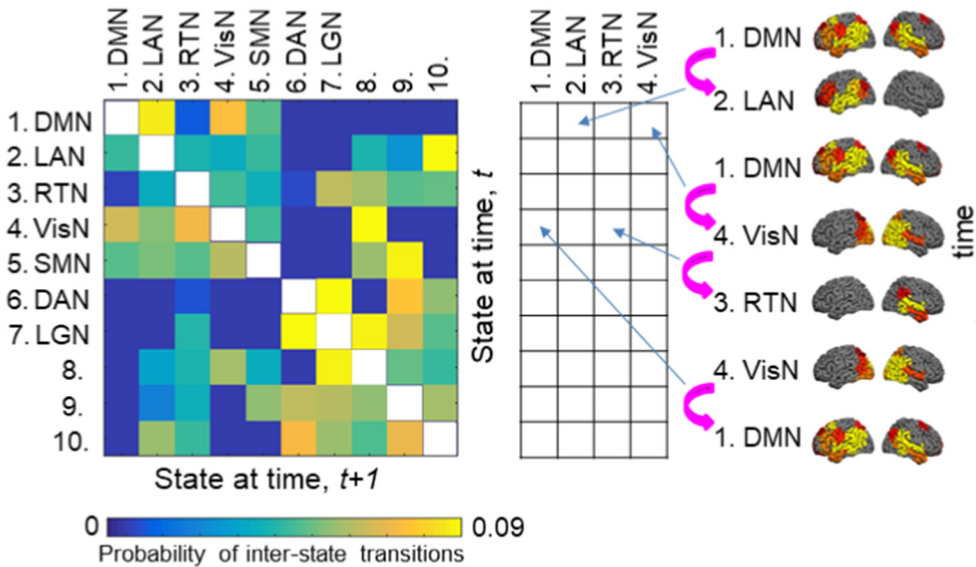 1. DMN
2. LAN
3. RTN
4. VisN
5. SMN
6. DAN
7. LGN
8.
9.
10.
1. DMN
2. LAN
3. RTN
4. VisN
5. SMN
6. DAN
7. LGN
8.
9.
10.
State at time, t+1
0
0.09
Probability of inter-state transitions
State at time, t
1. DMN
2. LAN
3. RTN
4. VisN
1. DMN
2. LAN
1. DMN
4. VisN
3. RTN
4. VisN
1. DMN
time